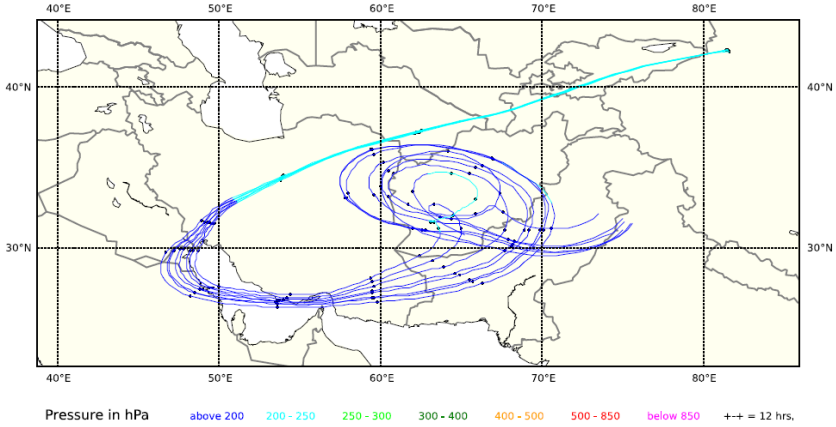 40°E 50°E 60°E 70°E 80°E
40°N 40°N
30°N 30°N
40°E 50°E 60°E 70°E 80°E
Pressure in hPa above 200 200 - 250 250 - 300 300 - 400 400 - 500 500 - 850 below 850 +-+ = 12 hrs,